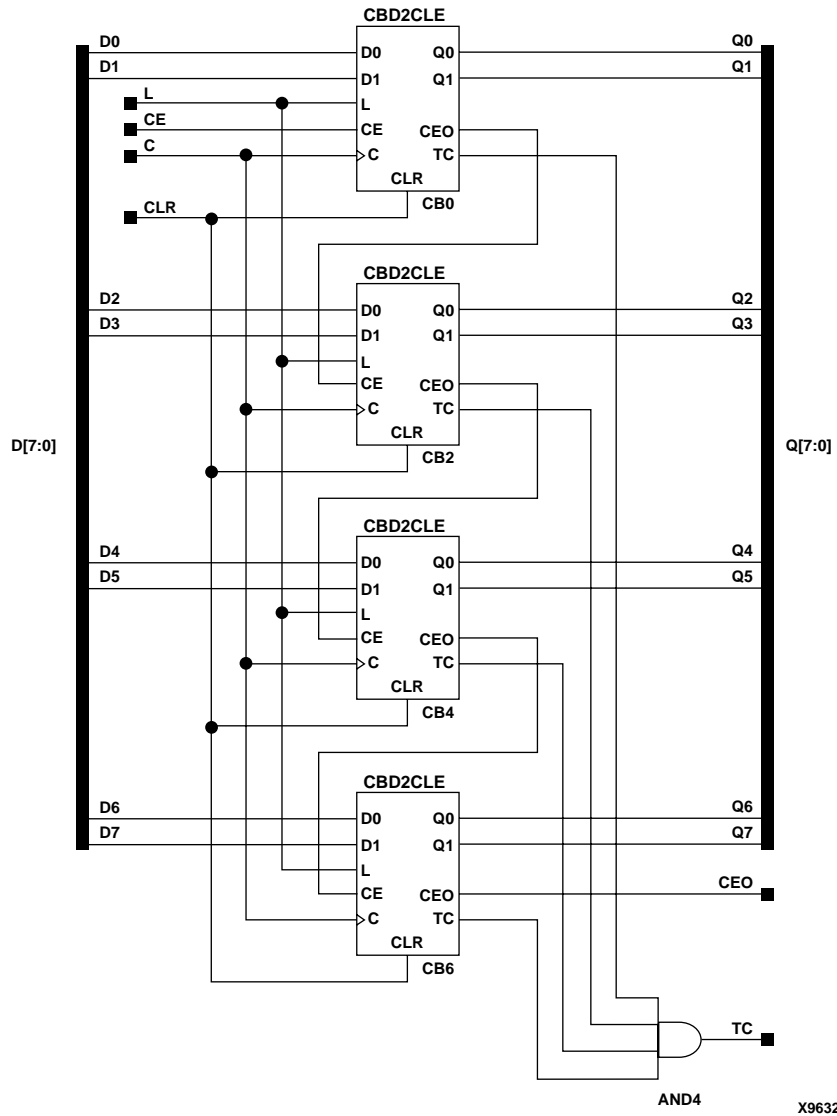 CBD2CLE
D0 D0 Q0 Q0
D1 D1 Q1 Q1
L L
CE CE CEO
C C TC
CLR
CLR CB0
CBD2CLE
D2 D0 Q0 Q2
D3 D1 Q1 Q3
L
CE CEO
C TC
CLR
D[7:0] CB2 Q[7:0]
CBD2CLE
D4 D0 Q0 Q4
D5 D1 Q1 Q5
L
CE CEO
C TC
CLR
CB4
CBD2CLE
D6 D0 Q0 Q6
D7 D1 Q1 Q7
L
CE CEO CEO
C TC
CLR
CB6
TC
AND4
X9632